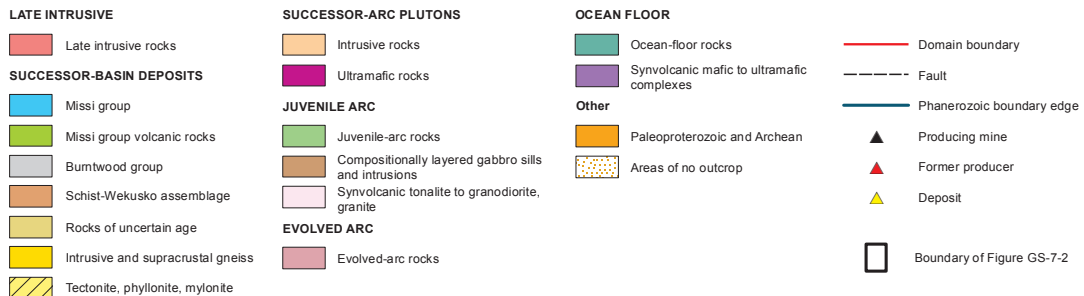 LATE INTRUSIVE
Late intrusive rocks
SUCCESSOR-BASIN DEPOSITS
Missi group
Missi group volcanic rocks
Burntwood group
Schist-Wekusko assemblage
Rocks of uncertain age
Intrusive and supracrustal gneiss
Tectonite, phyllonite, mylonite
SUCCESSOR-ARC PLUTONS
Intrusive rocks
Ultramafic rocks
JUVENILE ARC
Juvenile-arc rocks
Compositionally layered gabbro sills
and intrusions
Synvolcanic tonalite to granodiorite,
granite
EVOLVED ARC
Evolved-arc rocks
OCEAN FLOOR
Ocean-floor rocks
Synvolcanic mafic to ultramafic
complexes
Other
Paleoproterozoic and Archean
Areas of no outcrop
Domain boundary
Fault
Phanerozoic boundary edge
Producing mine
Former producer
Deposit
Boundary of Figure GS-7-2